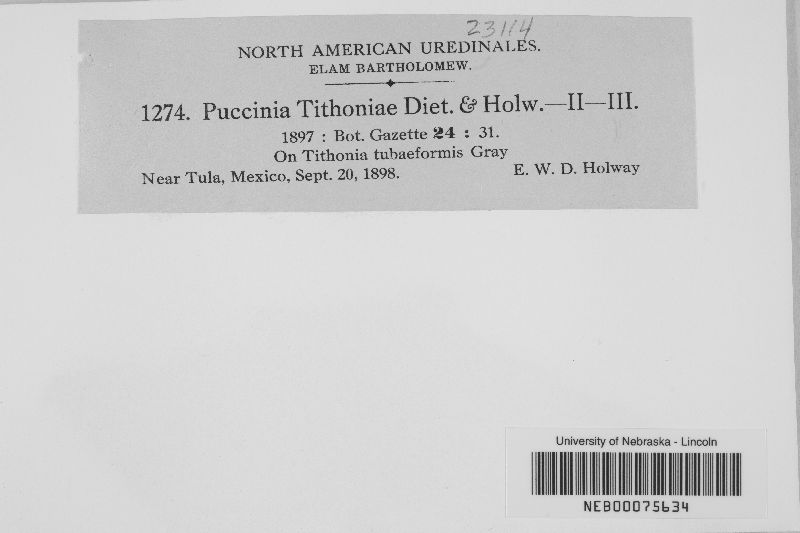 23114
NORTH AMERICAN UREDINALES.
ELAM BARTHOLOMEW.
1274. Puccinia Tithoniae Diet. & Holw.—II—III.
1897 : Bot. Gazette 24 : 31.
On Tithonia tubaeformis Gray
Near Tula, Mexico, Sept. 20, 1898. E. W. D. Holway
University of Nebraska - Lincoln
NEB00075634